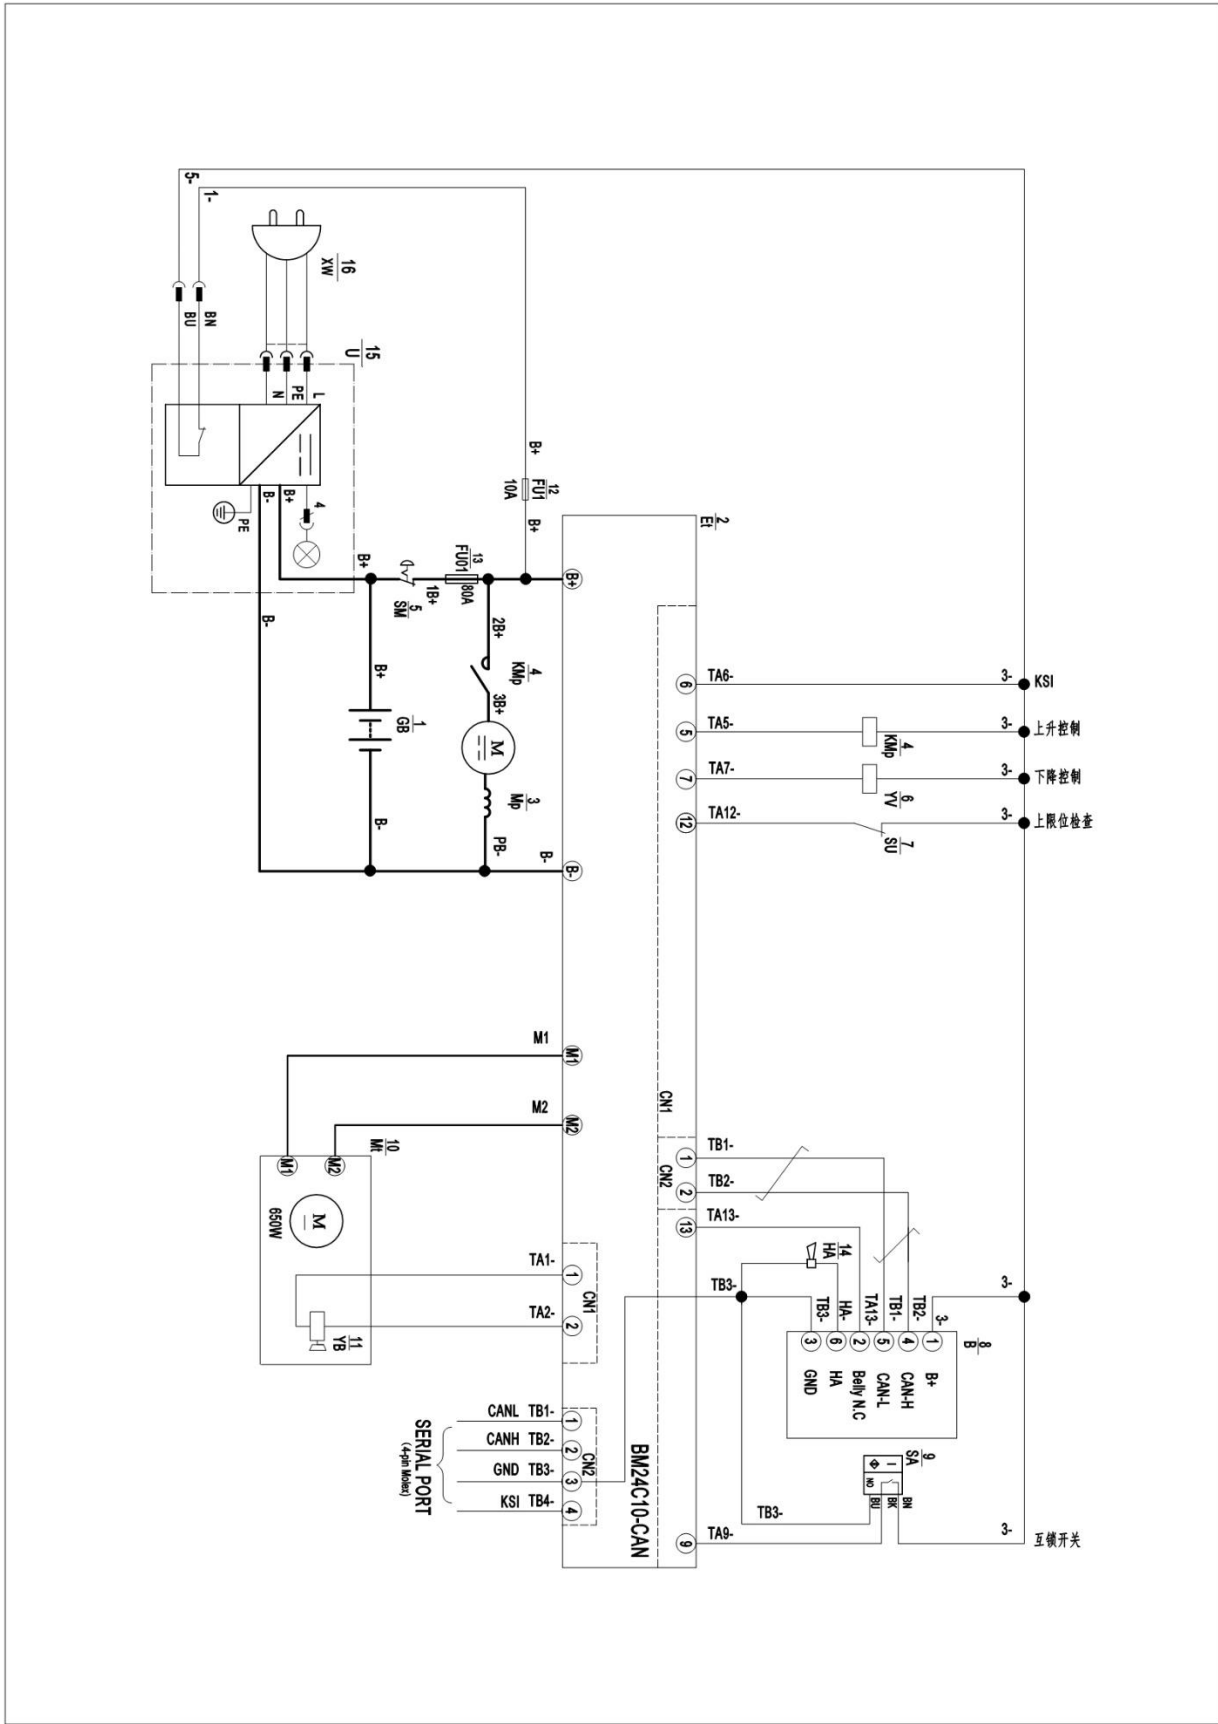 5-
1-
16
XW
BN
BU
15
U
L
PE
N
B+
12
FU1
10A
B+
B-
B+
4
PE
B+
13
FU01
80A
1B+
5
SM
B+
2
Et
B-
2B+
4
KMp
3B+
B+
1
GB
M
3
Mp
B-
PB-
B-
B-
6
TA6-
3-
KSI
5
TA5-
4
KMp
3-
上升控制
7
TA7-
6
YV
3-
下降控制
12
TA12-
7
SU
3-
上限位检查
M1
M1
M2
M2
CN1
10
Mt
M1
M2
M
650W
CN2
1
TB1-
2
TB2-
13
TA13-
14
HA
TB3-
3-
TB3-
HA-
TA13-
TB1-
TB2-
3-
8
B
3
6
2
5
4
1
GND
HA
Belly N.C
CAN-L
CAN-H
B+
TA1-
1
CN1
TA2-
2
11
YB
9
SA
NO
BU
BK
BN
CANL TB1-
1
CANH TB2-
2
CN2
GND TB3-
3
KSI TB4-
4
SERIAL PORT
(4-pin Molex)
BM24C10-CAN
TB3-
9
TA9-
3-
互锁开关